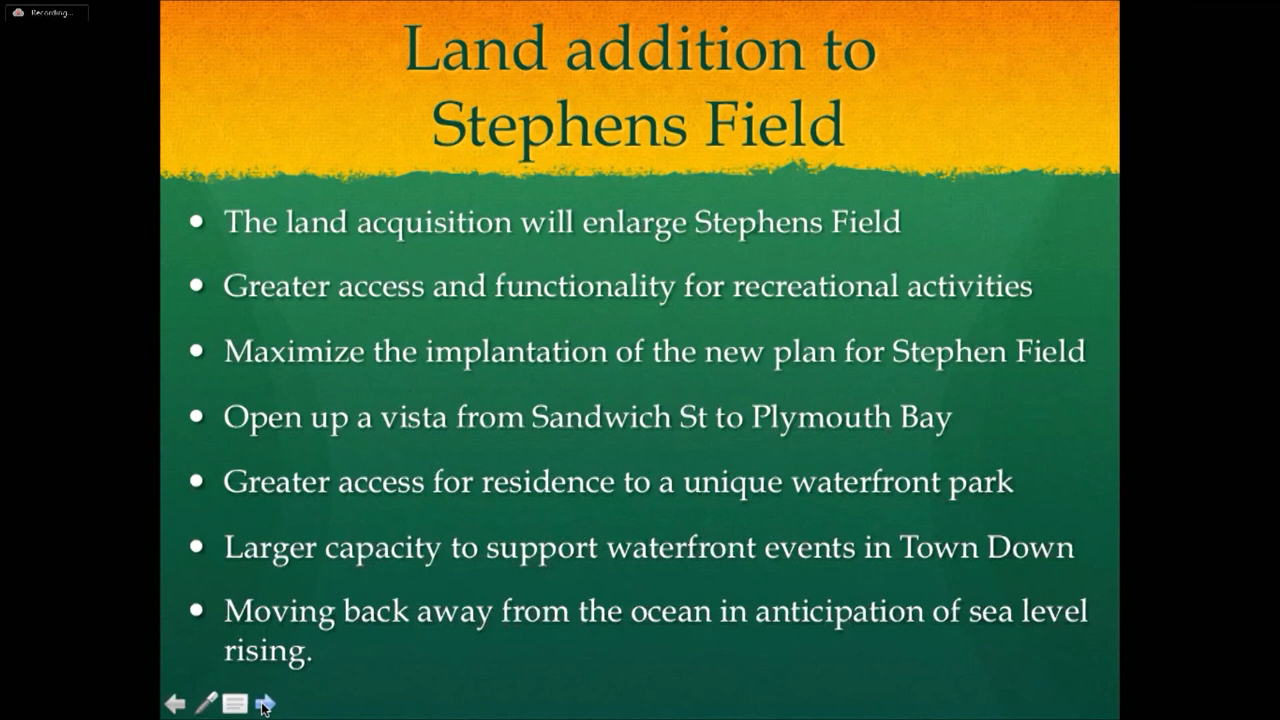 Recording...
Land addition to
Stephens Field
• The land acquisition will enlarge Stephens Field
• Greater access and functionality for recreational activities
• Maximize the implantation of the new plan for Stephen Field
• Open up a vista from Sandwich St to Plymouth Bay
• Greater access for residence to a unique waterfront park
• Larger capacity to support waterfront events in Town Down
• Moving back away from the ocean in anticipation of sea level
rising.